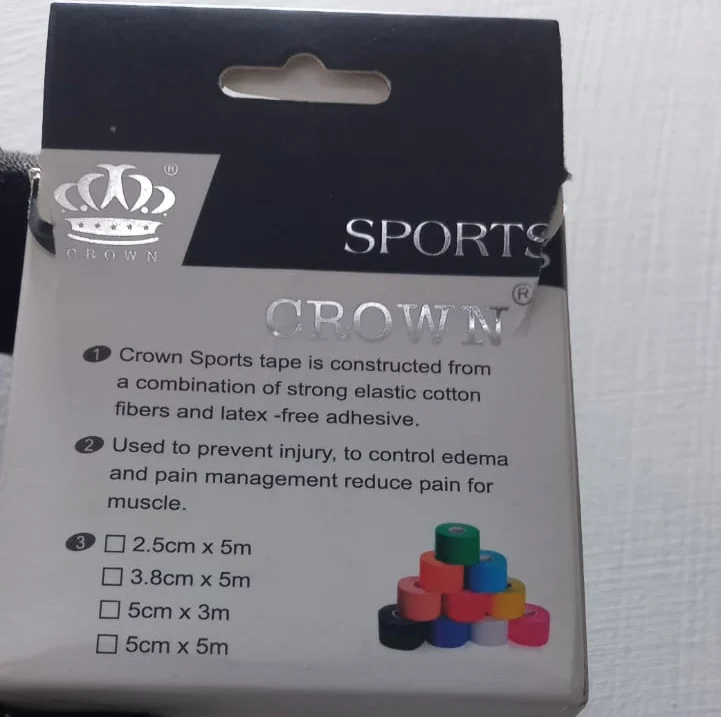 ®
CROWN
SPORTS
CROWN®
1 Crown Sports tape is constructed from
a combination of strong elastic cotton
fibers and latex -free adhesive.
2 Used to prevent injury, to control edema
and pain management reduce pain for
muscle.
3 □ 2.5cm x 5m
□ 3.8cm x 5m
□ 5cm x 3m
□ 5cm x 5m